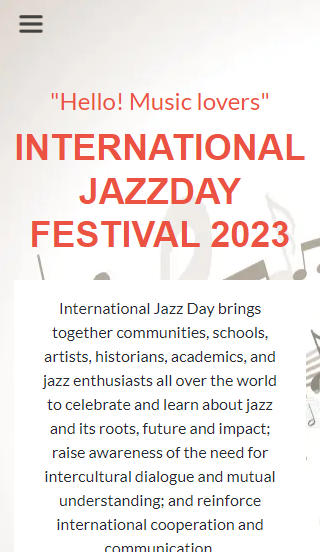 "Hello! Music lovers"
INTERNATIONAL
JAZZDAY
FESTIVAL 2023
International Jazz Day brings
together communities, schools,
artists, historians, academics, and
jazz enthusiasts all over the world
to celebrate and learn about jazz
and its roots, future and impact;
raise awareness of the need for
intercultural dialogue and mutual
understanding; and reinforce
international cooperation and
communication